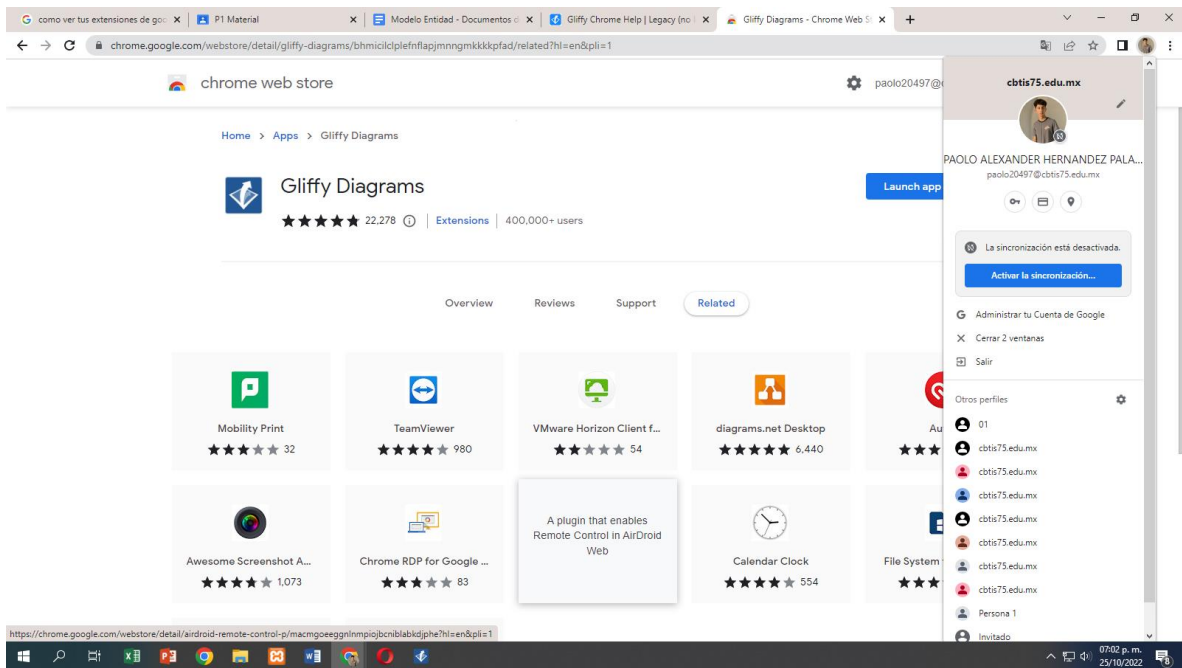 como ver tus extensiones de goo
P1 Material
Modelo Entidad - Documentos d
Gliffy Chrome Help | Legacy (no l
Gliffy Diagrams - Chrome Web St
chrome.google.com/webstore/detail/gliffy-diagrams/bhmicilclplefnflapjmnngmkkkkpfad/related?hl=en&pli=1
chrome web store
paolo20497@
Home > Apps > Gliffy Diagrams
Gliffy Diagrams
Launch app
22,278 | Extensions | 400,000+ users
Overview
Reviews
Support
Related
Mobility Print
32
TeamViewer
980
VMware Horizon Client f...
54
diagrams.net Desktop
6,440
Au
Awesome Screenshot A...
1,073
Chrome RDP for Google ...
83
A plugin that enables
Remote Control in AirDroid
Web
Calendar Clock
554
File System
cbtis75.edu.mx
PAOLO ALEXANDER HERNANDEZ PALA...
paolo20497@cbtis75.edu.mx
La sincronización está desactivada.
Activar la sincronización...
Administrar tu Cuenta de Google
Cerrar 2 ventanas
Salir
Otros perfiles
01
cbtis75.edu.mx
cbtis75.edu.mx
cbtis75.edu.mx
cbtis75.edu.mx
cbtis75.edu.mx
cbtis75.edu.mx
cbtis75.edu.mx
Persona 1
Invitado
https://chrome.google.com/webstore/detail/airdroid-remote-control-p/macmgoeeggnlnmpiojbcniblabkdjphe?hl=en&pli=1
07:02 p. m.
25/10/2022